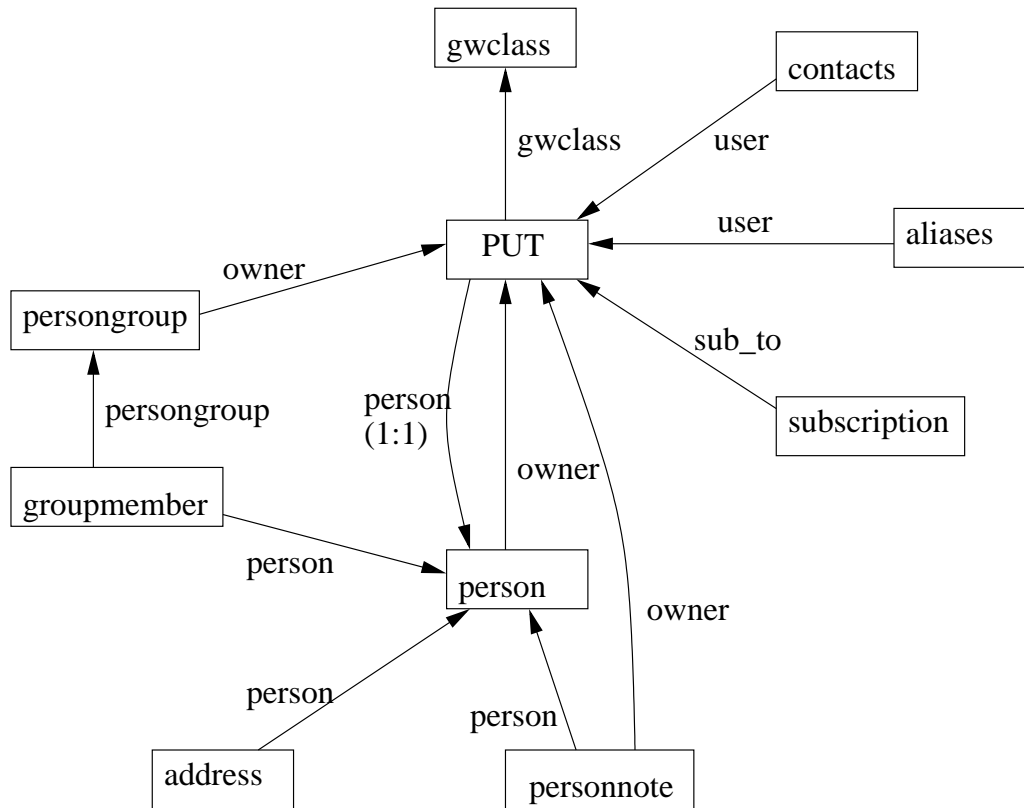 gwclass
contacts
gwclass
user
PUT
user
aliases
owner
persongroup
sub_to
persongroup
person
(1:1)
subscription
owner
groupmember
person
person
owner
person
person
address
personnote